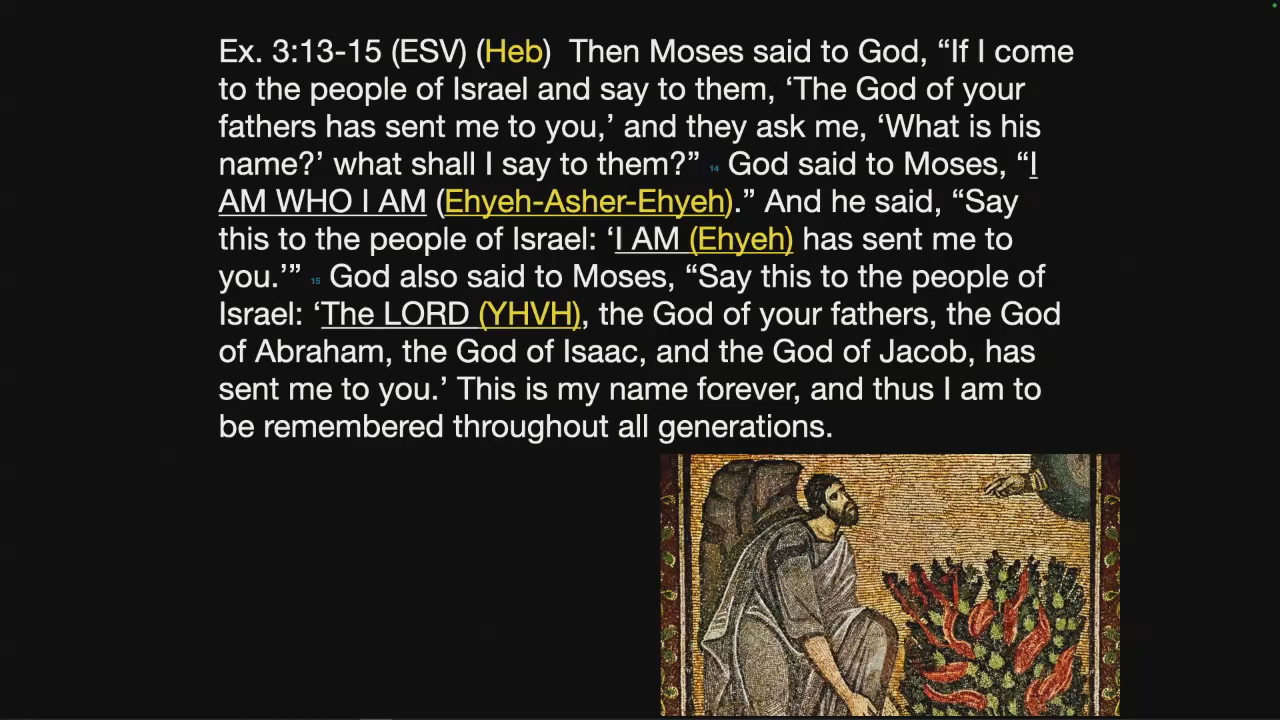 Ex. 3:13-15 (ESV) (Heb)  Then Moses said to God, “If I come
to the people of Israel and say to them, ‘The God of your
fathers has sent me to you,’ and they ask me, ‘What is his
name?’ what shall I say to them?” 14 God said to Moses, “I
AM WHO I AM (Ehyeh-Asher-Ehyeh).” And he said, “Say
this to the people of Israel: ‘I AM (Ehyeh) has sent me to
you.’” 15 God also said to Moses, “Say this to the people of
Israel: ‘The LORD (YHVH), the God of your fathers, the God
of Abraham, the God of Isaac, and the God of Jacob, has
sent me to you.’ This is my name forever, and thus I am to
be remembered throughout all generations.